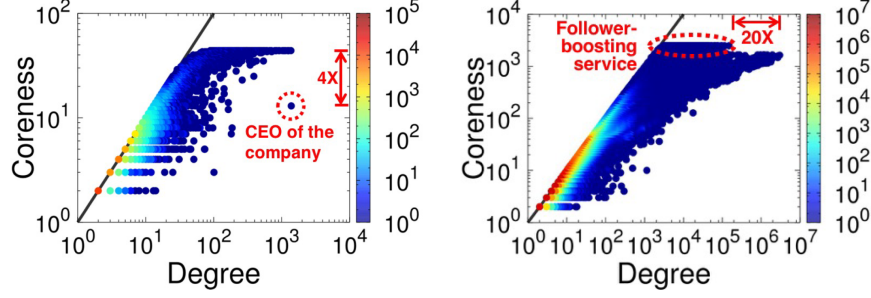 10^2
10^1
10^0
Coreness
10^0 10^1 10^2 10^3 10^4
Degree
4X
CEO of the
company
10^5
10^4
10^3
10^2
10^1
10^0
10^4
10^3
10^2
10^1
10^0
Coreness
10^0 10^1 10^2 10^3 10^4 10^5 10^6 10^7
Degree
Follower-
boosting
service
20X
10^7
10^6
10^5
10^4
10^3
10^2
10^1
10^0